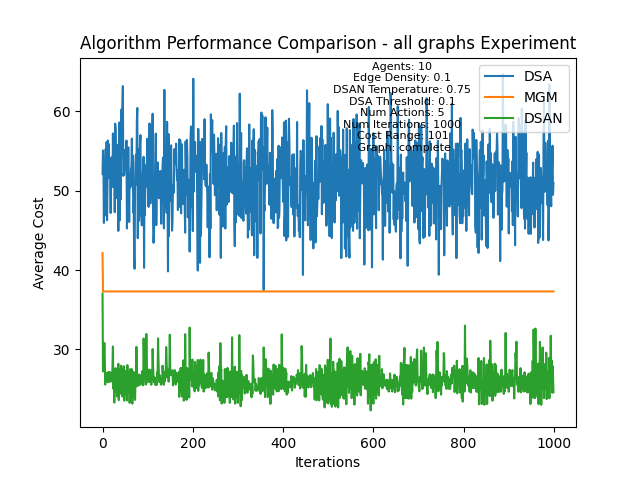 Algorithm Performance Comparison - all graphs Experiment
Agents: 10
Edge Density: 0.1
DSAN Temperature: 0.75
DSA Threshold: 0.1
Num Actions: 5
Num Iterations: 1000
Cost Range: 101
Graph: complete
DSA
MGM
DSAN
Average Cost
60
50
40
30
0
200
400
600
800
1000
Iterations